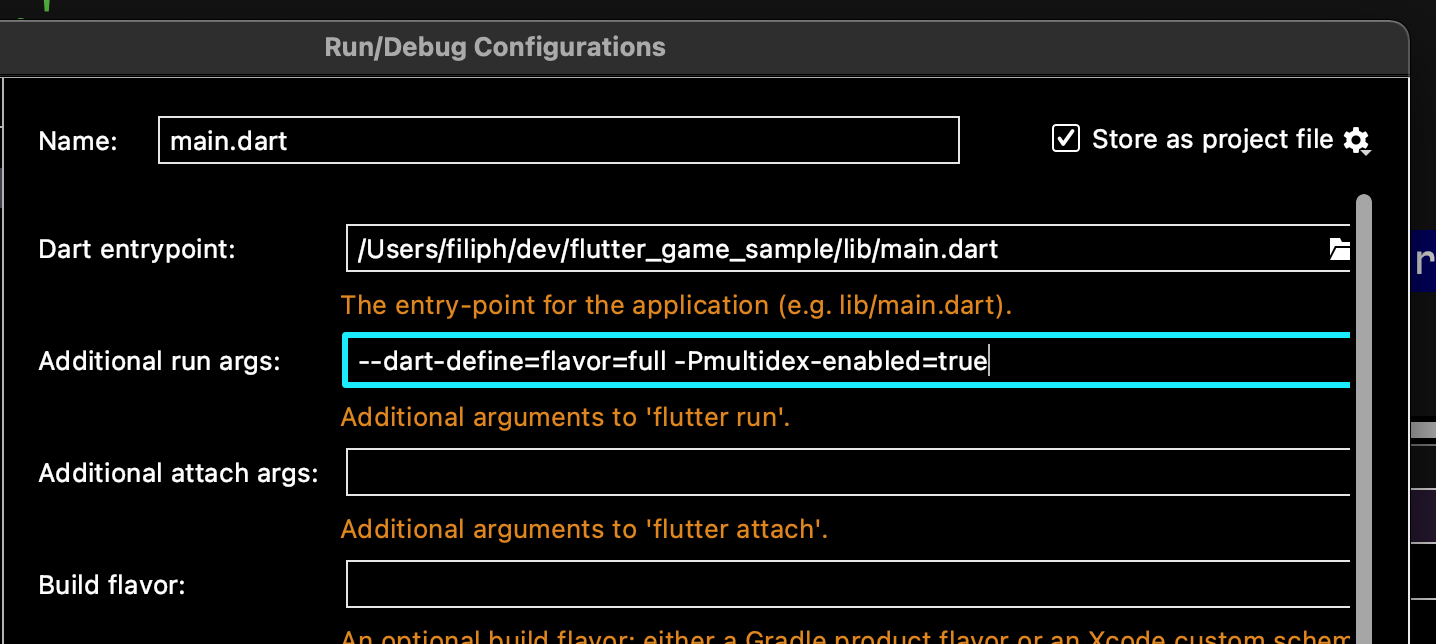 Run/Debug Configurations
Name: main.dart Store as project file
Dart entrypoint: /Users/filiph/dev/flutter_game_sample/lib/main.dart
The entry-point for the application (e.g. lib/main.dart).
Additional run args: --dart-define=flavor=full -Pmultidex-enabled=true
Additional arguments to 'flutter run'.
Additional attach args:
Additional arguments to 'flutter attach'.
Build flavor:
An optional build flavor; either a Gradle product flavor or an Xcode custom schem